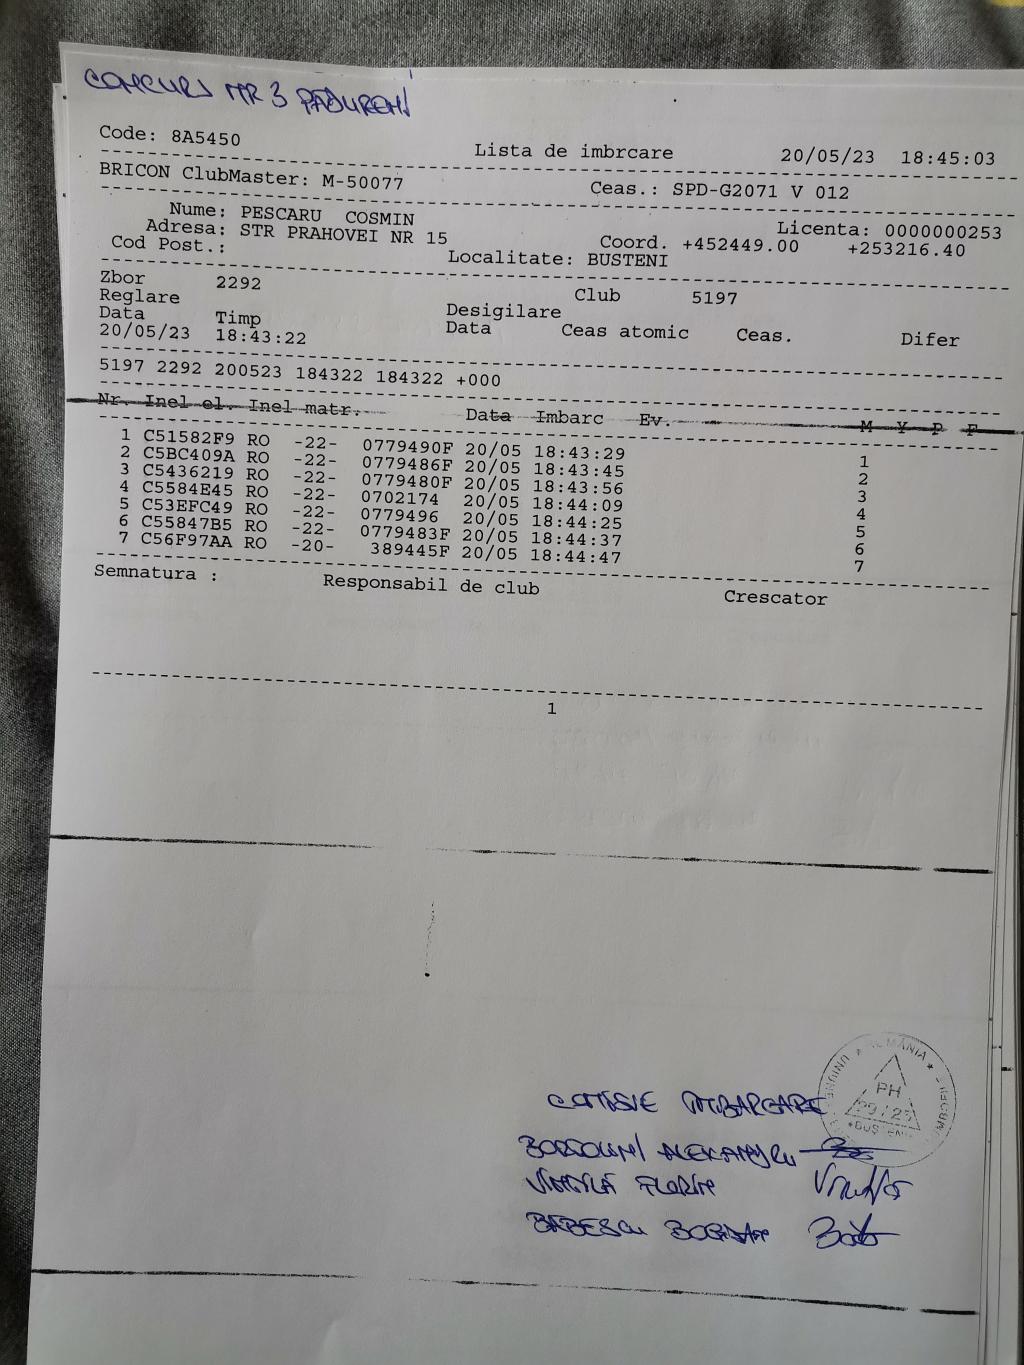 CONCURS NR 3 PĂDURENI
Code: 8A5450 Lista de imbrcare 20/05/23 18:45:03
BRICON ClubMaster: M-50077 Ceas.: SPD-G2071 V 012
Nume: PESCARU COSMIN Licenta: 0000000253
Adresa: STR PRAHOVEI NR 15 Coord. +452449.00 +253216.40
Cod Post.: Localitate: BUSTENI
Zbor 2292 Club 5197
Reglare Desigilare
Data Timp Data Ceas atomic Ceas. Difer
20/05/23 18:43:22
5197 2292 200523 184322 184322 +000
Nr. Inel el. Inel matr. Data Imbarc Ev. M Y P F
1 C51582F9 RO -22- 0779490F 20/05 18:43:29 1
2 C5BC409A RO -22- 0779486F 20/05 18:43:45 2
3 C5436219 RO -22- 0779480F 20/05 18:43:56 3
4 C5584E45 RO -22- 0702174 20/05 18:44:09 4
5 C53EFC49 RO -22- 0779496 20/05 18:44:25 5
6 C55847B5 RO -22- 0779483F 20/05 18:44:37 6
7 C56F97AA RO -20- 389445F 20/05 18:44:47 7
Semnatura : Responsabil de club Crescator
1
ROMÂNIA
PH
29/23
BUSTENI
COMISIE IMBARCARE
ALEXANDRU
FLORIN
BĂBESCU BOGDAN